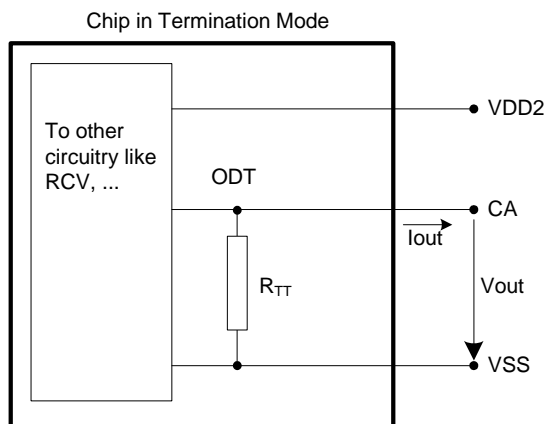 Chip in Termination Mode
VDD2
To other
circuitry like
RCV, ...
ODT
CA
Iout
RTT
Vout
VSS